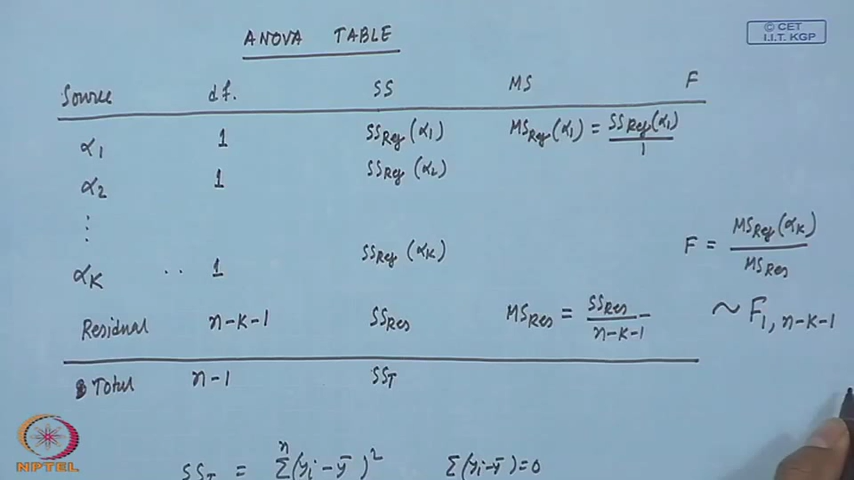 © CET
I.I.T. KGP
ANOVA TABLE
Source df. SS MS F
α1 1 SSReg(α1) MSReg(α1) = SSReg(α1)/1
α2 1 SSReg(α2)
⋮
αK .. 1 SSReg(αK) F = MSReg(αK)/MSRes
Residual n-K-1 SSRes MSRes = SSRes/n-K-1 ~ F1, n-K-1
Total n-1 SST
SST = n Σ(yi-ȳ)2 Σ(yi-ȳ)=0
NPTEL